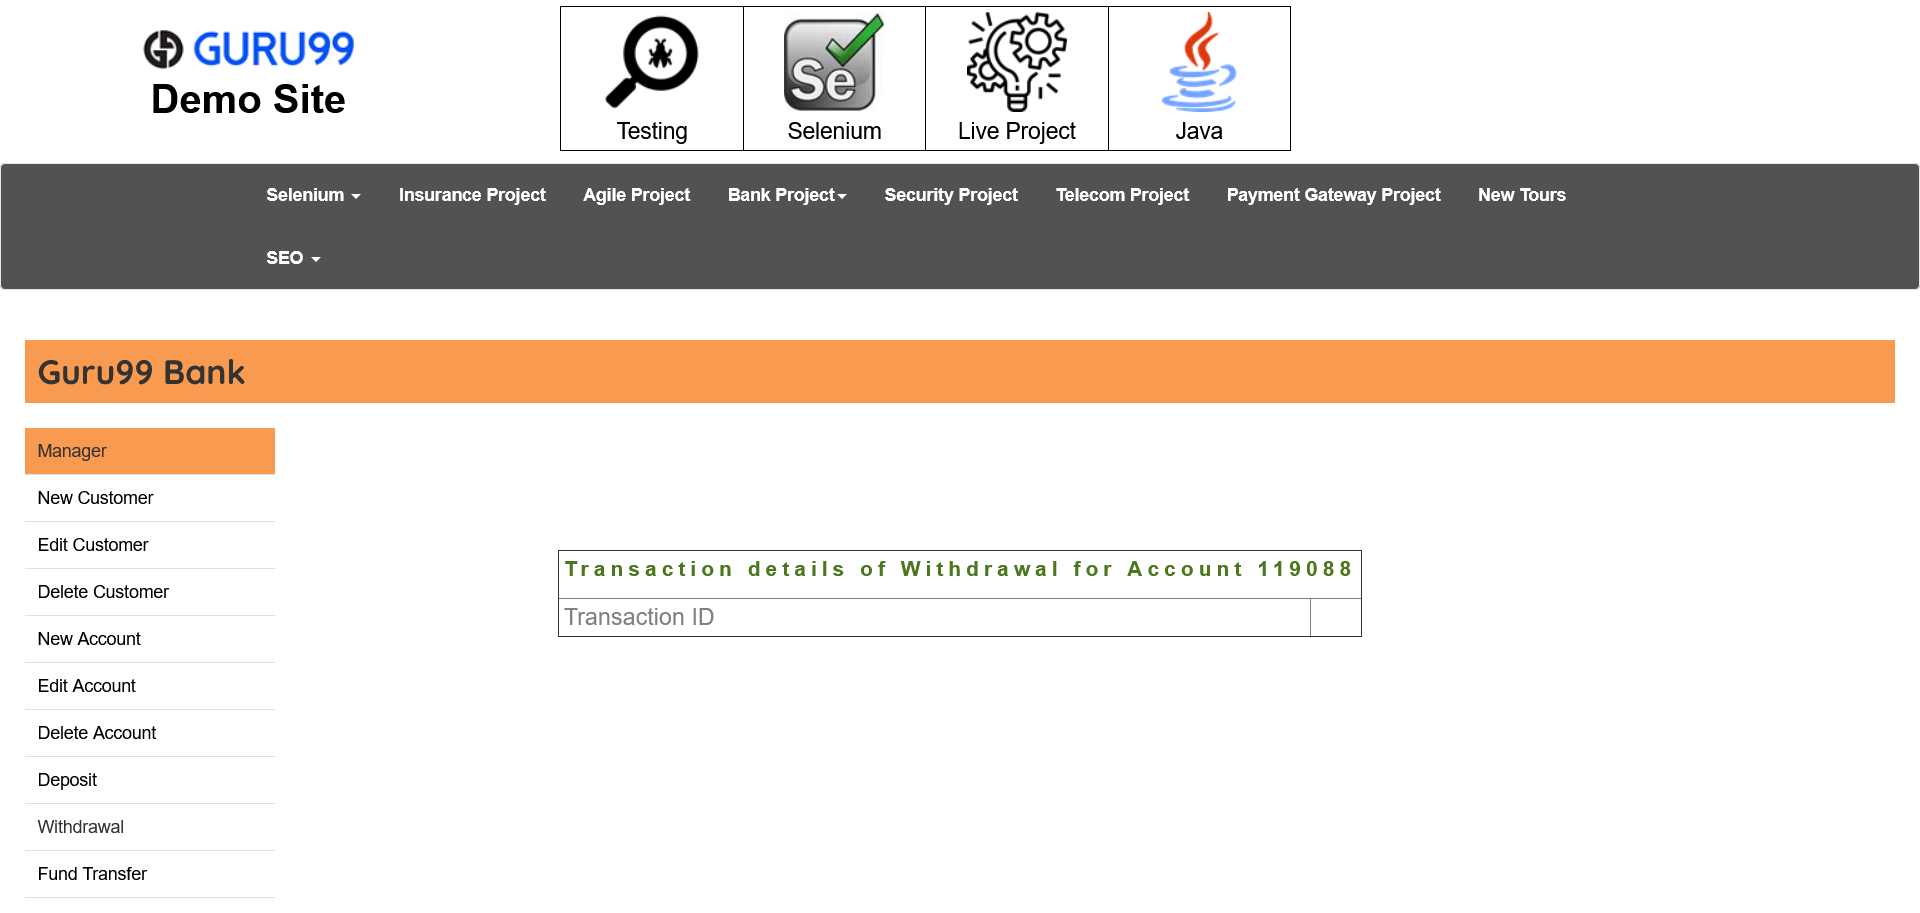 GURU99
Demo Site
Se
Testing
Selenium
Live Project
Java
Selenium
Insurance Project
Agile Project
Bank Project
Security Project
Telecom Project
Payment Gateway Project
New Tours
SEO
Guru99 Bank
Manager
New Customer
Edit Customer
Delete Customer
New Account
Edit Account
Delete Account
Deposit
Withdrawal
Fund Transfer
Transaction details of Withdrawal for Account 119088
Transaction ID